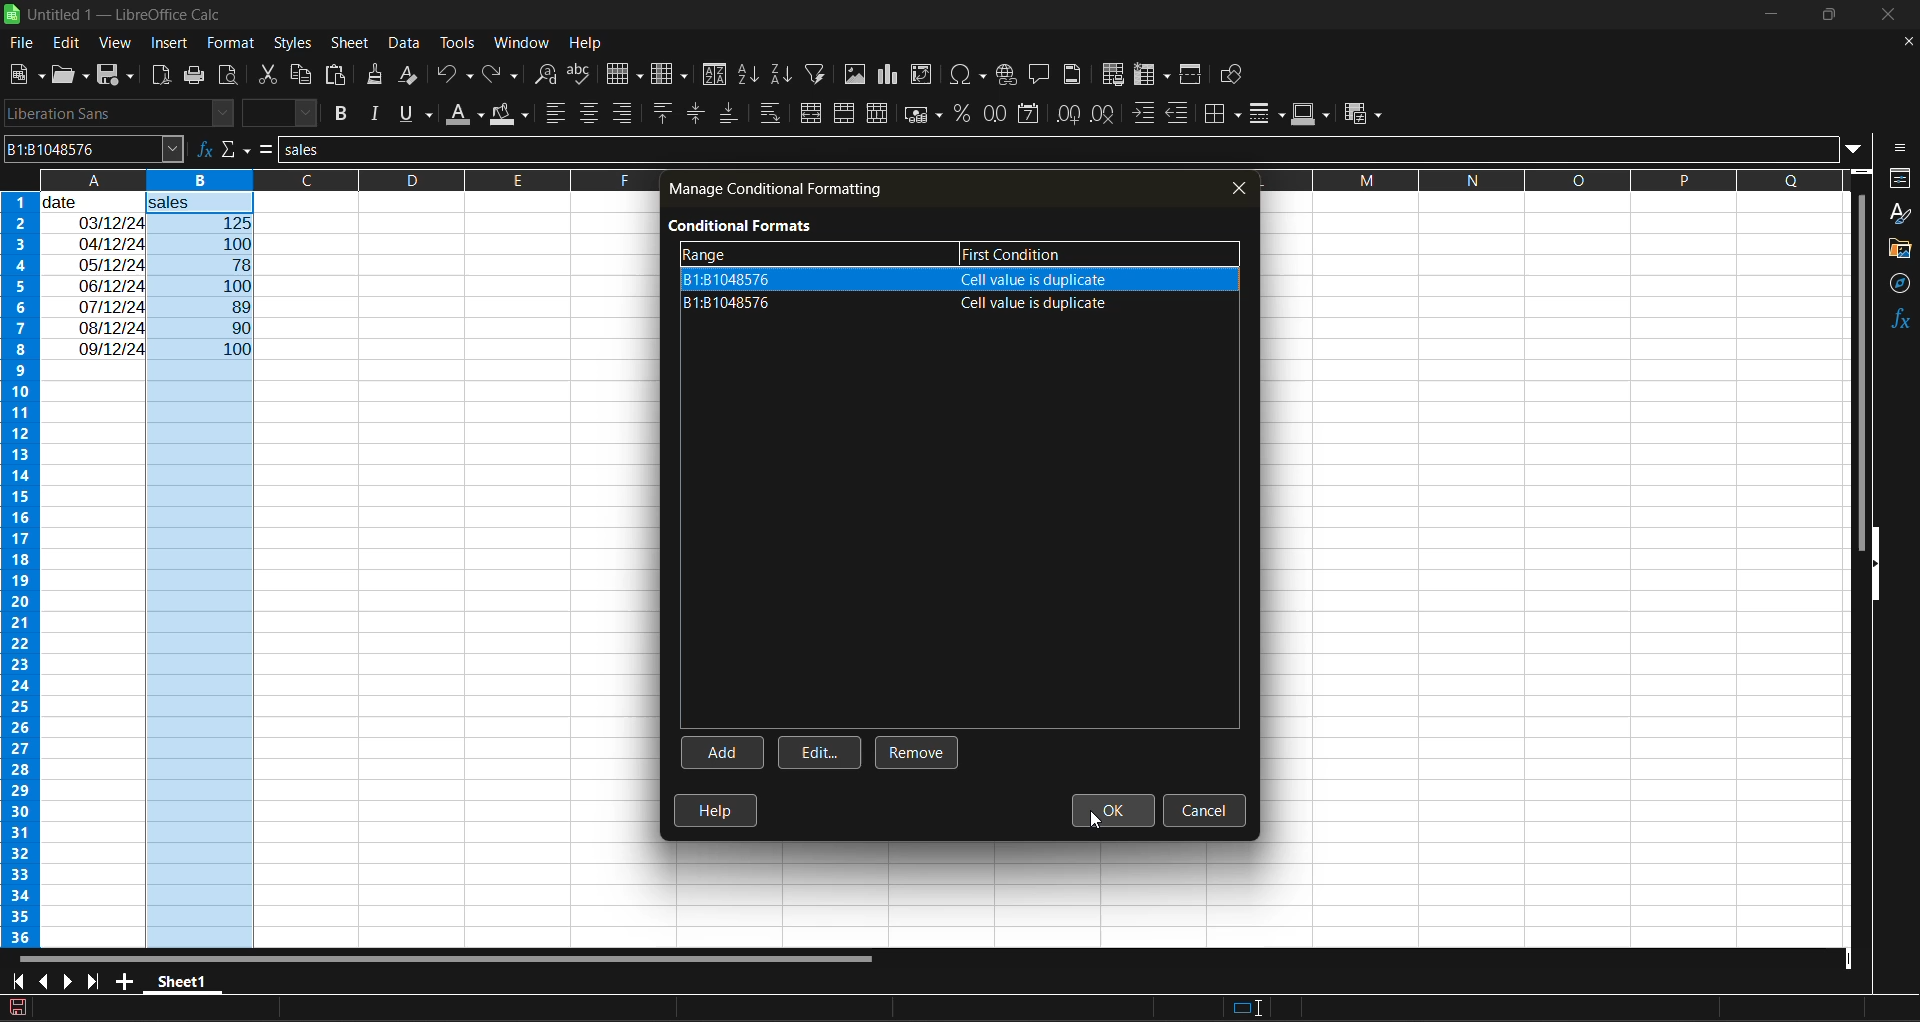 Untitled 1 — LibreOffice Calc
File Edit View Insert Format Styles Sheet Data Tools Window Help
Liberation Sans
B1:B1048576
sales
A B C D E F M N O P Q
1 date sales
2 03/12/24 125
3 04/12/24 100
4 05/12/24 78
5 06/12/24 100
6 07/12/24 89
7 08/12/24 90
8 09/12/24 100
9
10
11
12
13
14
15
16
17
18
19
20
21
22
23
24
25
26
27
28
29
30
31
32
33
34
35
36
Manage Conditional Formatting
Conditional Formats
Range First Condition
B1:B1048576 Cell value is duplicate
B1:B1048576 Cell value is duplicate
Add Edit... Remove
Help OK Cancel
Sheet1